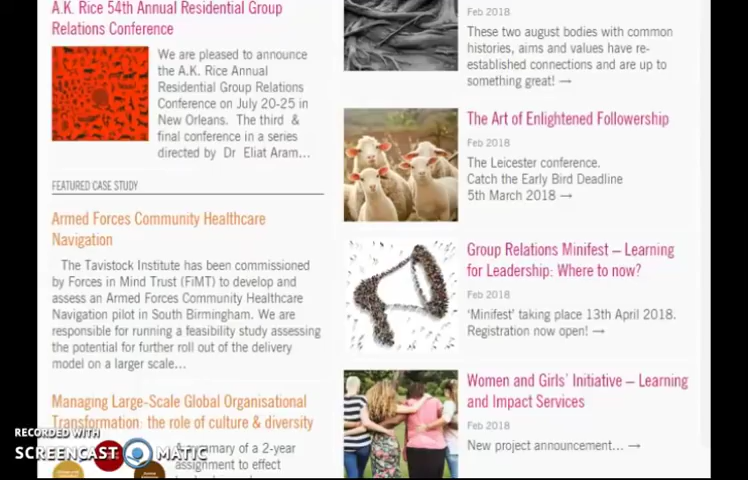 A.K. Rice 54th Annual Residential Group
Relations Conference
We are pleased to announce
the A.K. Rice Annual
Residential Group Relations
Conference on July 20-25 in
New Orleans. The third &
final conference in a series
directed by Dr Eliat Aram...
FEATURED CASE STUDY
Armed Forces Community Healthcare
Navigation
The Tavistock Institute has been commissioned
by Forces in Mind Trust (FiMT) to develop and
assess an Armed Forces Community Healthcare
Navigation pilot in South Birmingham. We are
responsible for running a feasibility study assessing
the potential for further roll out of the delivery
model on a larger scale...
Managing Large-Scale Global Organisational
Transformation: the role of culture & diversity
A summary of a 2-year
assignment to effect
Feb 2018
These two august bodies with common
histories, aims and values have re-
established connections and are up to
something great! →
The Art of Enlightened Followership
Feb 2018
The Leicester conference.
Catch the Early Bird Deadline
5th March 2018 →
Group Relations Minifest – Learning
for Leadership: Where to now?
Feb 2018
‘Minifest’ taking place 13th April 2018.
Registration now open! →
Women and Girls’ Initiative – Learning
and Impact Services
Feb 2018
New project announcement... →
RECORDED WITH
SCREENCAST MATIC